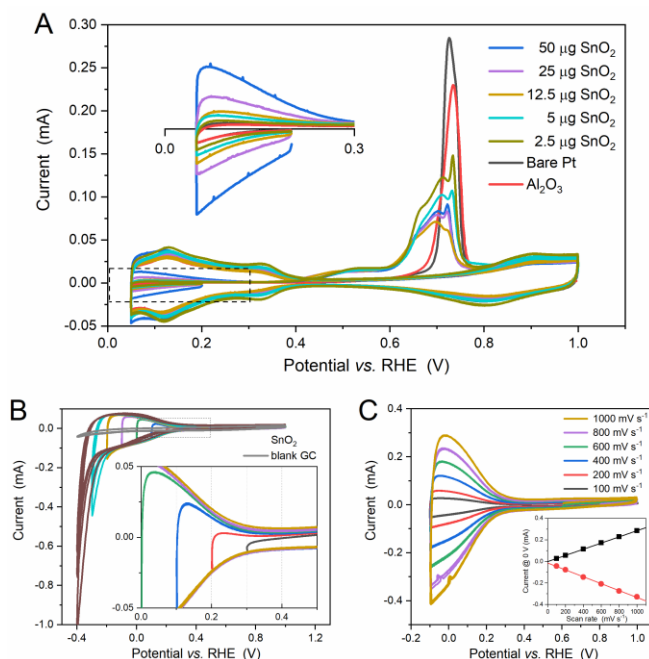 A
0.30
0.25
0.20
0.15
0.10
0.05
0.00
-0.05
Current (mA)
0.0
0.3
50 μg SnO₂
25 μg SnO₂
12.5 μg SnO₂
5 μg SnO₂
2.5 μg SnO₂
Bare Pt
Al₂O₃
0.0 0.2 0.4 0.6 0.8 1.0
Potential vs. RHE (V)
B
0.0
-0.2
-0.4
-0.6
-0.8
-1.0
Current (mA)
SnO₂
blank GC
0.05
0.00
-0.05
0.0 0.2 0.4
-0.4 -0.2 0.0 0.2 0.4 0.6 0.8 1.0 1.2
Potential vs. RHE (V)
C
0.4
0.2
0.0
-0.2
-0.4
Current (mA)
1000 mV s⁻¹
800 mV s⁻¹
600 mV s⁻¹
400 mV s⁻¹
200 mV s⁻¹
100 mV s⁻¹
Current @ 0 V (mA)
0.4
0.2
0.0
-0.2
-0.4
0 200 400 600 800 1000
Scan rate (mV s⁻¹)
0.0 0.2 0.4 0.6 0.8 1.0
Potential vs. RHE (V)